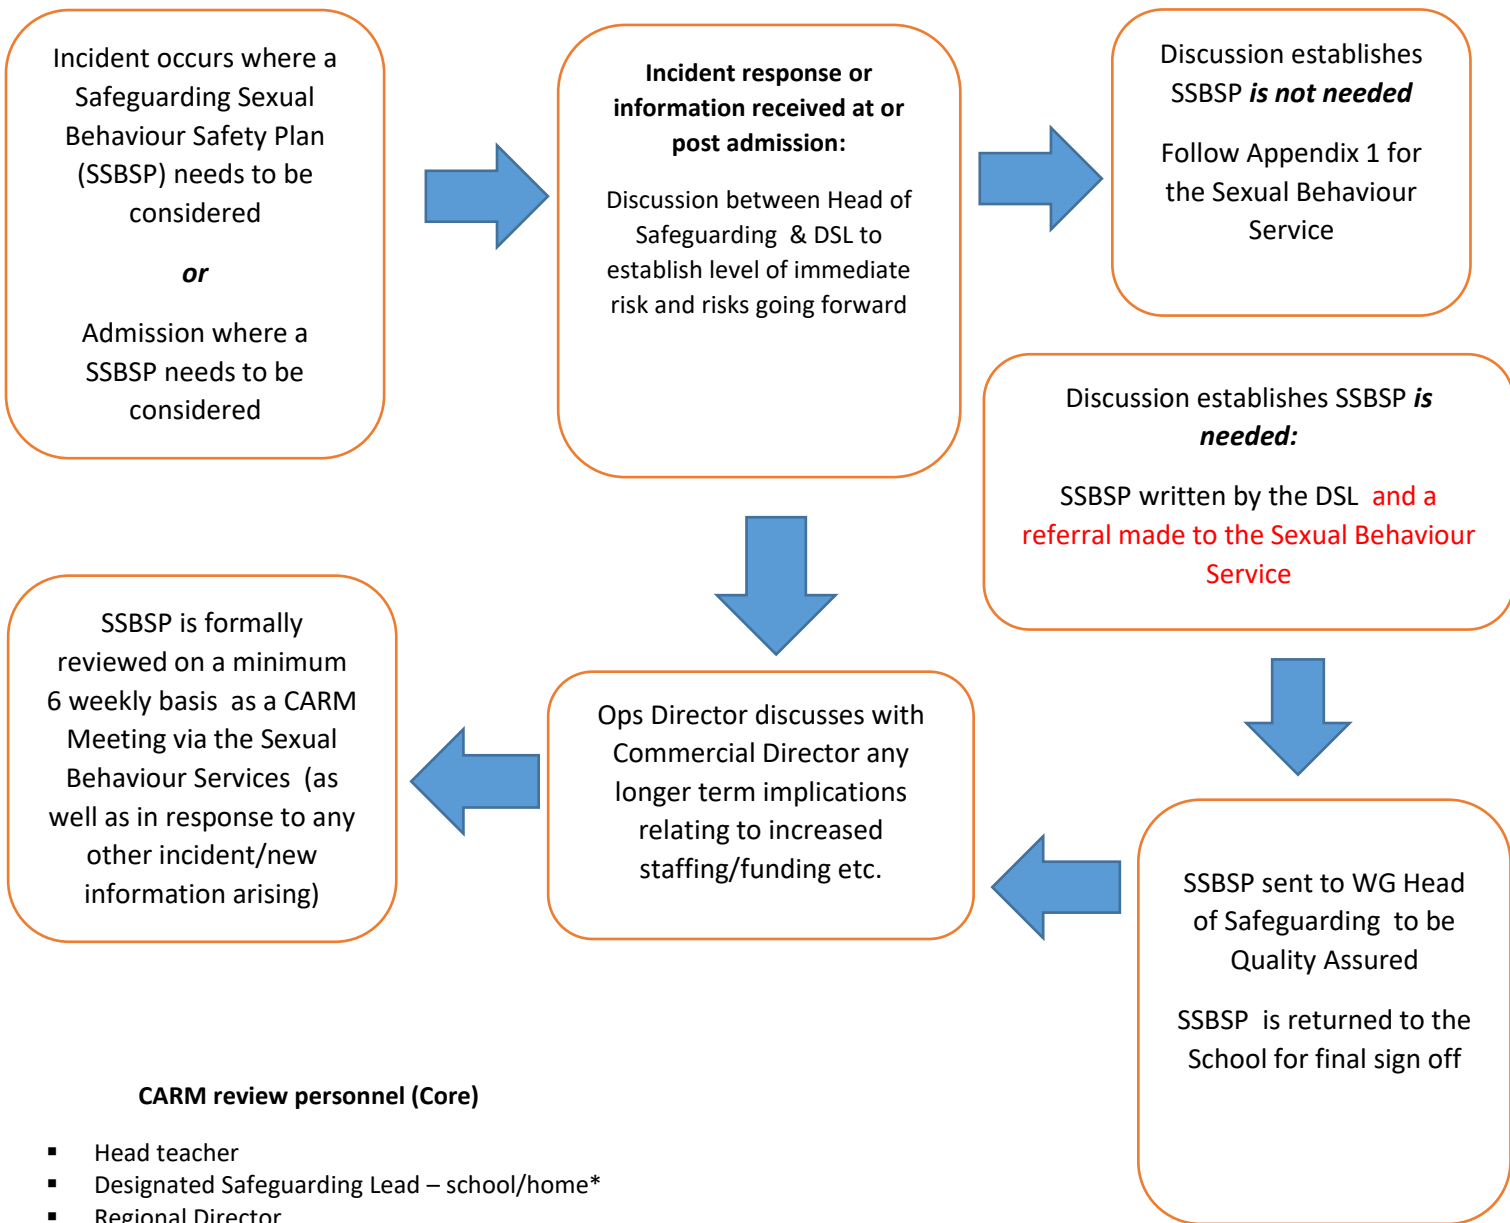 Incident occurs where a
Safeguarding Sexual
Behaviour Safety Plan
(SSBSP) needs to be
considered
or
Admission where a
SSBSP needs to be
considered
Incident response or
information received at or
post admission:
Discussion between Head of
Safeguarding & DSL to
establish level of immediate
risk and risks going forward
Discussion establishes
SSBSP is not needed
Follow Appendix 1 for
the Sexual Behaviour
Service
Discussion establishes SSBSP is
needed:
SSBSP written by the DSL and a
referral made to the Sexual Behaviour
Service
SSBSP is formally
reviewed on a minimum
6 weekly basis as a CARM
Meeting via the Sexual
Behaviour Services (as
well as in response to any
other incident/new
information arising)
Ops Director discusses with
Commercial Director any
longer term implications
relating to increased
staffing/funding etc.
SSBSP sent to WG Head
of Safeguarding to be
Quality Assured
SSBSP is returned to the
School for final sign off
CARM review personnel (Core)
▪ Head teacher
▪ Designated Safeguarding Lead – school/home*
▪ Regional Director